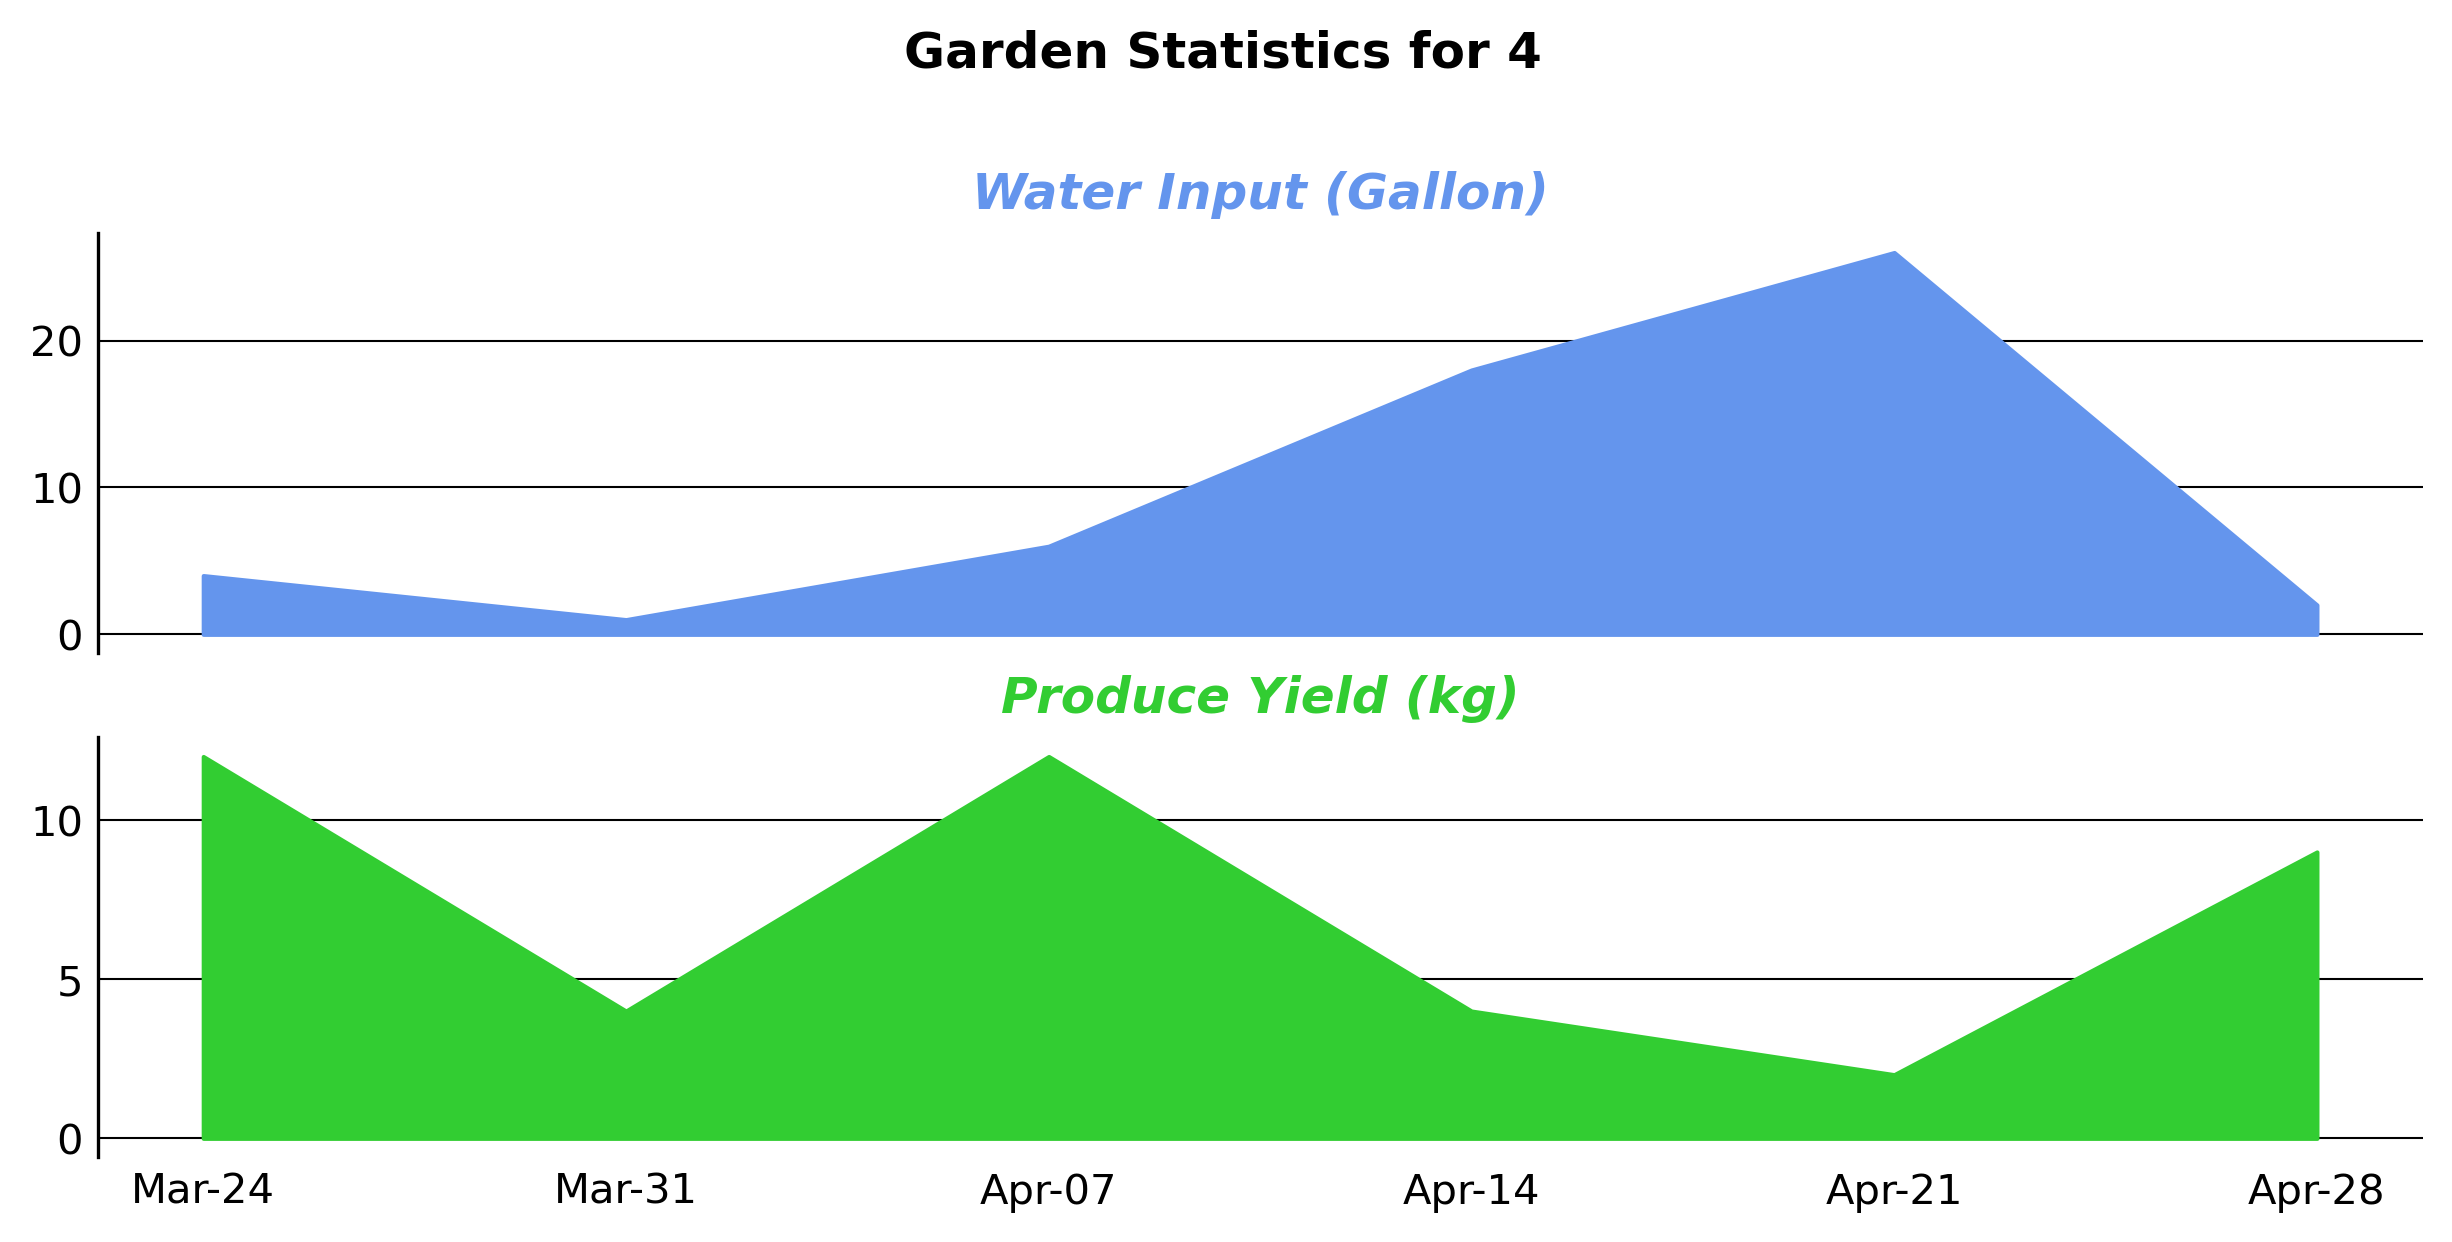 Garden Statistics for 4
Water Input (Gallon)
20
10
0
Produce Yield (kg)
10
5
0
Mar-24 Mar-31 Apr-07 Apr-14 Apr-21 Apr-28